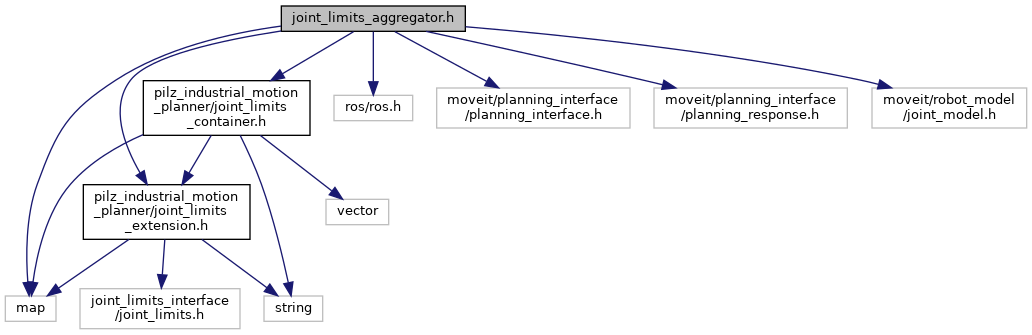 joint_limits_aggregator.h
pilz_industrial_motion
_planner/joint_limits
_container.h
ros/ros.h
moveit/planning_interface
/planning_interface.h
moveit/planning_interface
/planning_response.h
moveit/robot_model
/joint_model.h
pilz_industrial_motion
_planner/joint_limits
_extension.h
vector
map
joint_limits_interface
/joint_limits.h
string